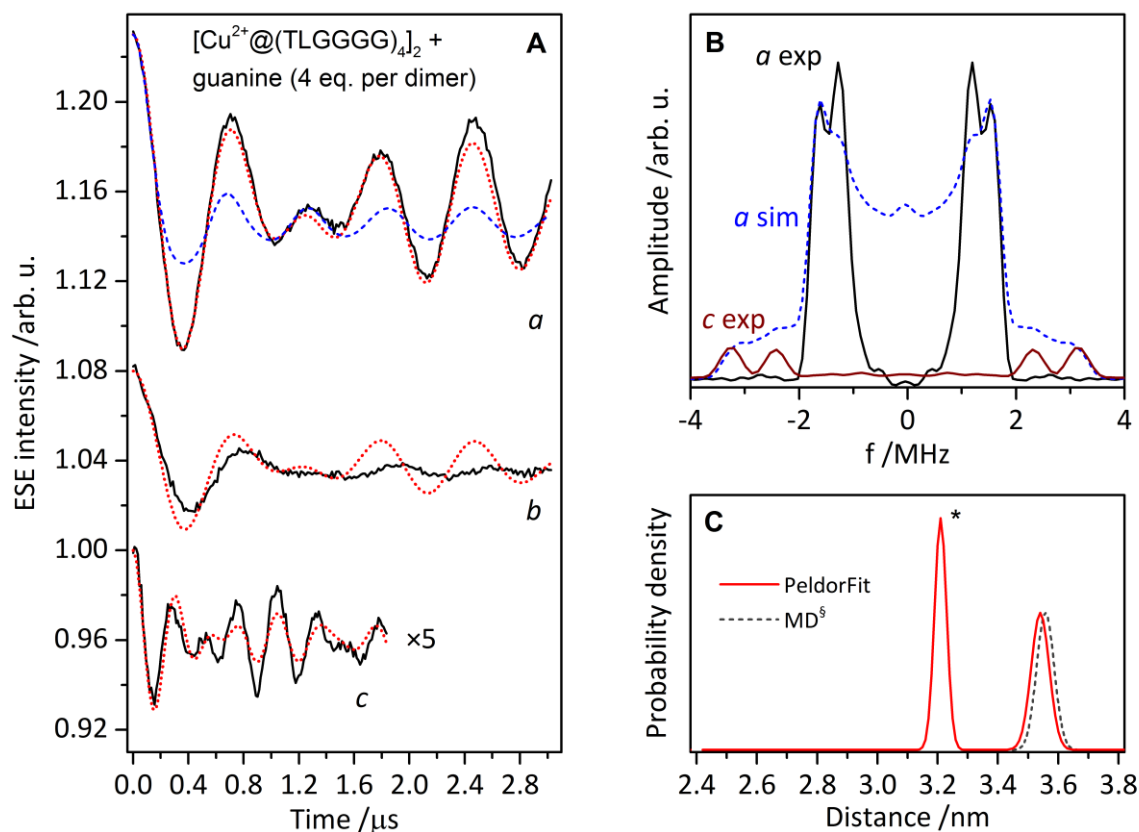 [Cu²⁺@(TLGGGG)₄]₂ +
guanine (4 eq. per dimer)
A
1.20
1.16
1.12
1.08
1.04
1.00
0.96
0.92
ESE intensity /arb. u.
a
b
c
×5
0.0 0.4 0.8 1.2 1.6 2.0 2.4 2.8
Time /μs
B
a exp
a sim
c exp
Amplitude /arb. u.
-4 -2 0 2 4
f /MHz
C
*
PeldorFit
MD§
Probability density
2.4 2.6 2.8 3.0 3.2 3.4 3.6 3.8
Distance /nm